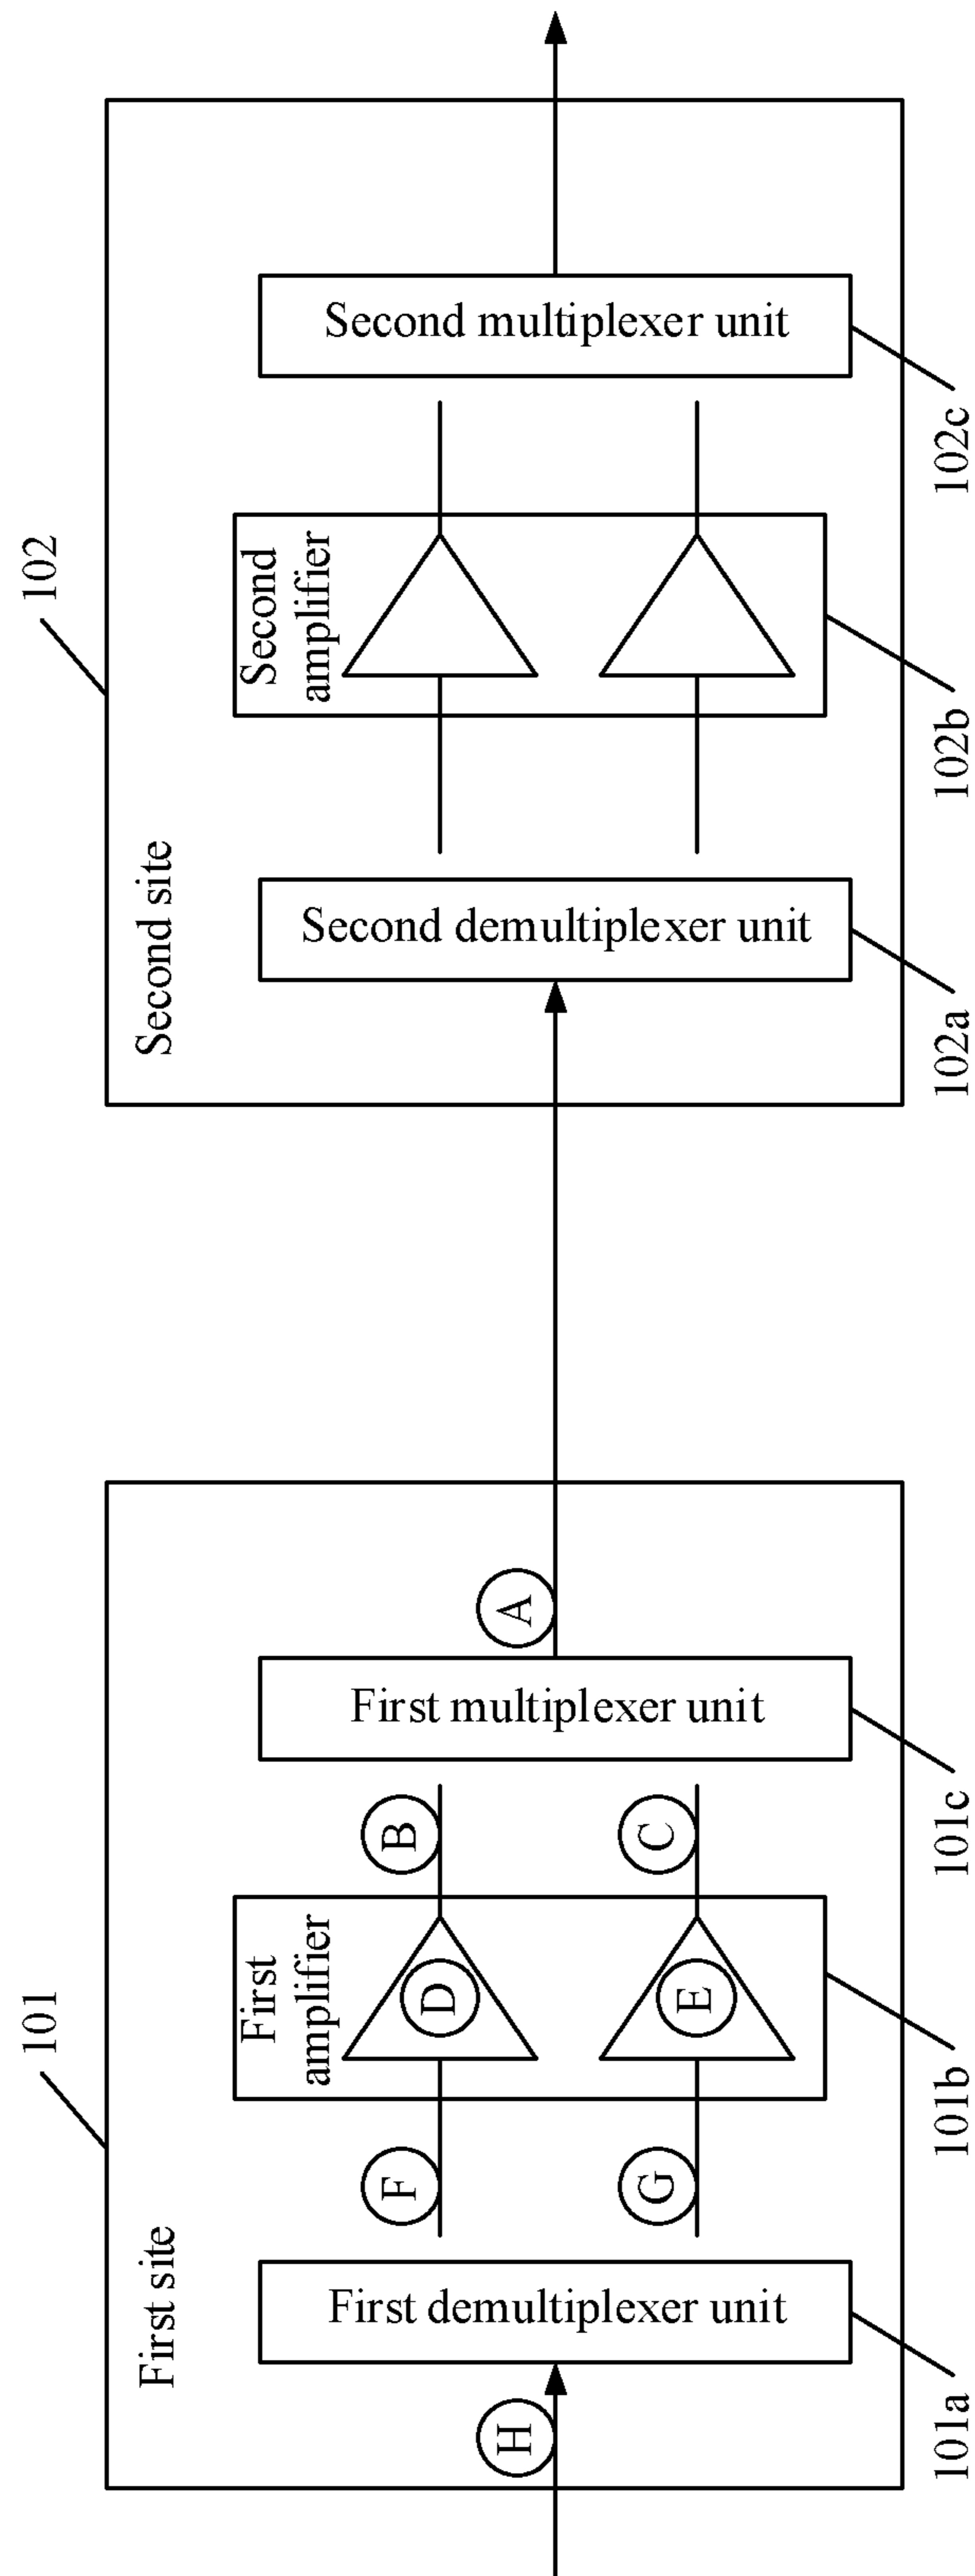 101
102
First site
Second site
H
First demultiplexer unit
F
G
First
amplifier
D
E
B
C
First multiplexer unit
A
Second demultiplexer unit
Second
amplifier
Second multiplexer unit
101a
101b
101c
102a
102b
102c